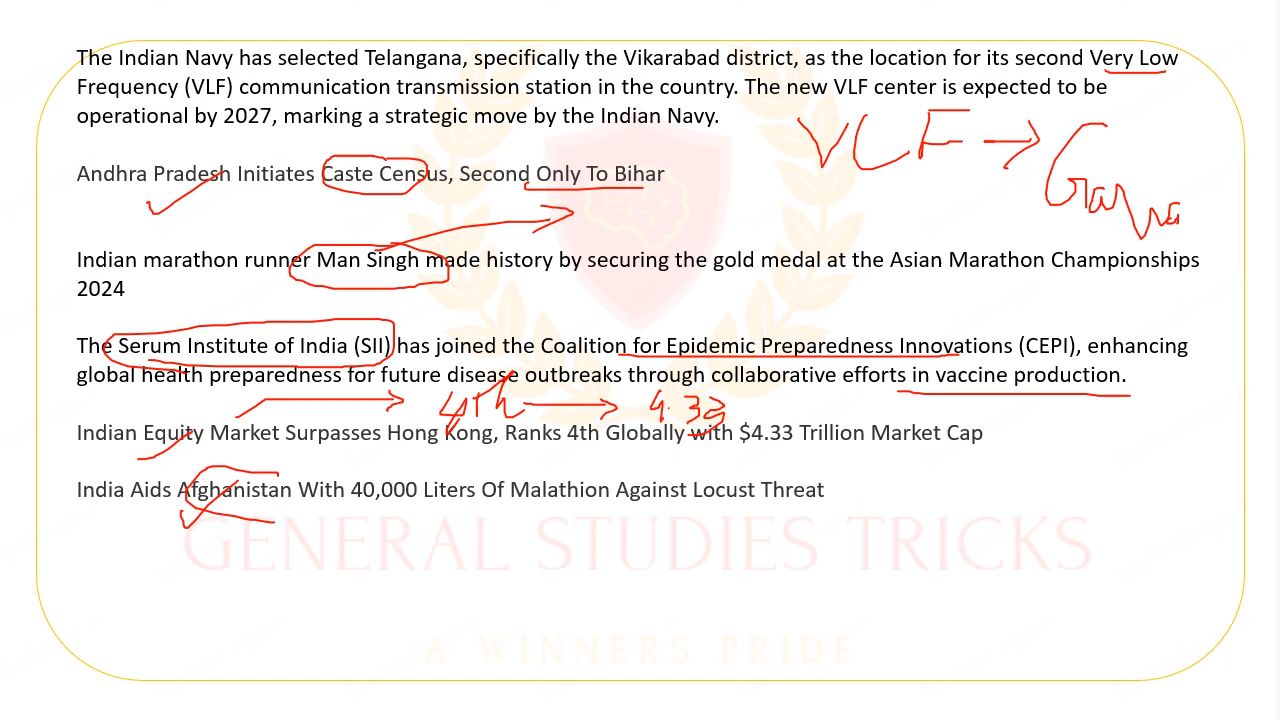 The Indian Navy has selected Telangana, specifically the Vikarabad district, as the location for its second Very Low
Frequency (VLF) communication transmission station in the country. The new VLF center is expected to be
operational by 2027, marking a strategic move by the Indian Navy.
VLF →
Andhra Pradesh Initiates Caste Census, Second Only To Bihar
Indian marathon runner Man Singh made history by securing the gold medal at the Asian Marathon Championships
2024
The Serum Institute of India (SII) has joined the Coalition for Epidemic Preparedness Innovations (CEPI), enhancing
global health preparedness for future disease outbreaks through collaborative efforts in vaccine production.
4th → 4.33
Indian Equity Market Surpasses Hong Kong, Ranks 4th Globally with $4.33 Trillion Market Cap
India Aids Afghanistan With 40,000 Liters Of Malathion Against Locust Threat
GENERAL STUDIES TRICKS
A WINNERS PRIDE